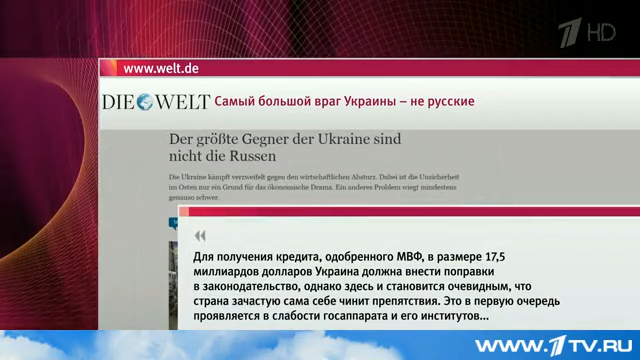 1 HD
www.welt.de
DIE WELT Самый большой враг Украины – не русские
Der größte Gegner der Ukraine sind
nicht die Russen
Die Ukraine kämpft verzweifelt gegen den wirtschaftlichen Absturz. Dabei ist die Unsicherheit
im Osten nur ein Grund für das ökonomische Drama. Ein anderes Problem wiegt mindestens
genauso schwer.
«
Для получения кредита, одобренного МВФ, в размере 17,5
миллиардов долларов Украина должна внести поправки
в законодательство, однако здесь и становится очевидным, что
страна зачастую сама себе чинит препятствия. Это в первую очередь
проявляется в слабости госаппарата и его институтов...
www.1TV.ru